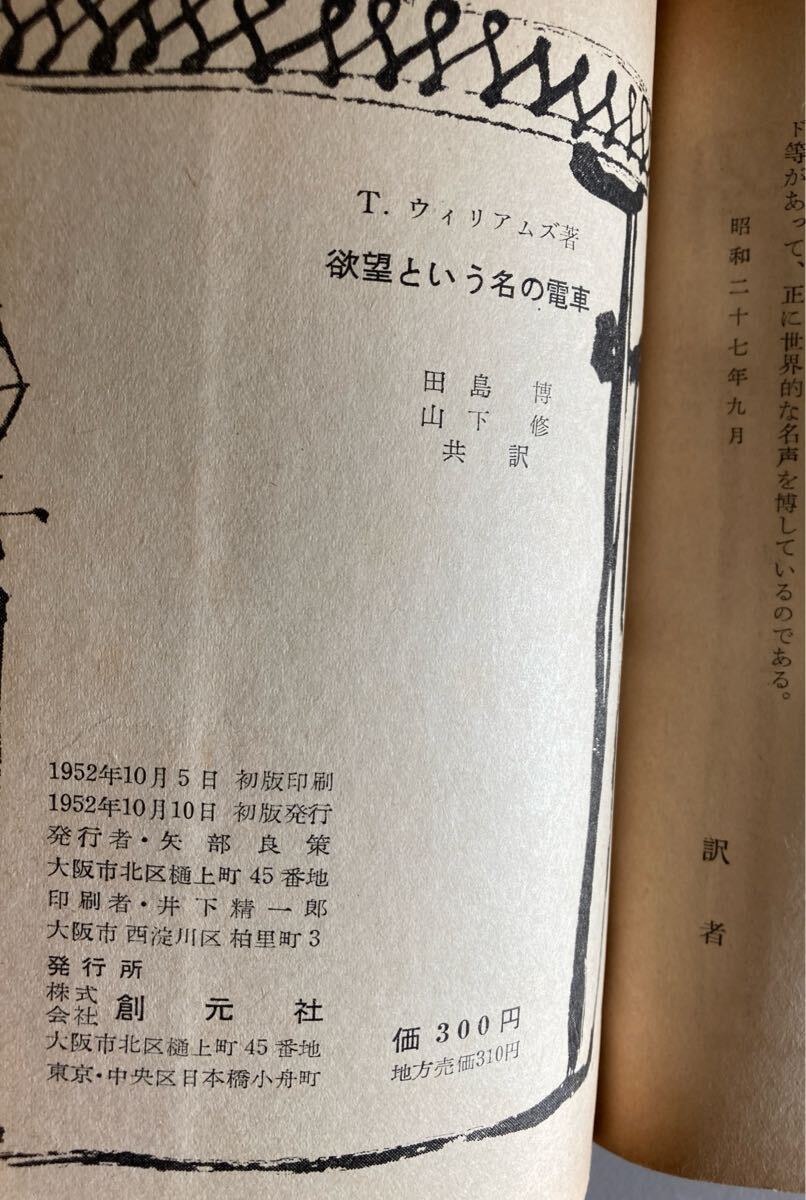 T. ウィリアムズ著
欲望という名の電車
田島 博
山下 修
共訳
1952年10月5日 初版印刷
1952年10月10日 初版発行
発行者・矢部良策
大阪市北区樋上町45番地
印刷者・井下精一郎
大阪市西淀川区柏里町3
発行所
株式会社 創元社
大阪市北区樋上町45番地
東京・中央区日本橋小舟町
価 300円
地方売価310円
ド等があって、正に世界的な名声を博しているのである。
昭和二十七年九月
訳者